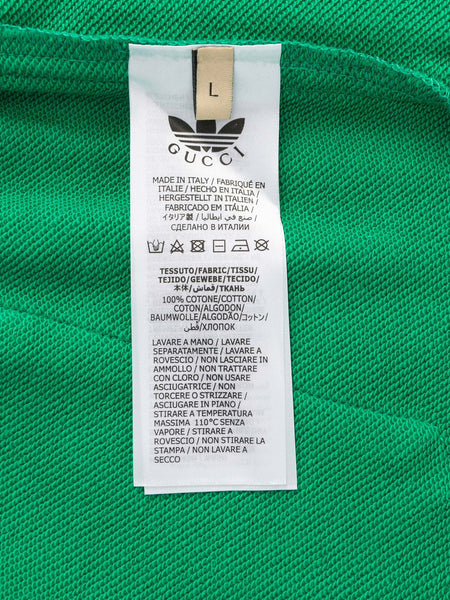 L
GUCCI
MADE IN ITALY / FABRIQUÉ EN
ITALIE / HECHO EN ITALIA /
HERGESTELLT IN ITALIEN /
FABRICADO EM ITÁLIA /
イタリア製 / صنع في ايطاليا /
СДЕЛАНО В ИТАЛИИ
TESSUTO/FABRIC/TISSU/
TEJIDO/GEWEBE/TECIDO/
本体/قماش/ТКАНЬ
100% COTONE/COTTON/
COTON/ALGODON/
BAUMWOLLE/ALGODÃO/コットン/
قطن/ХЛОПОК
LAVARE A MANO / LAVARE
SEPARATAMENTE / LAVARE A
ROVESCIO / NON LASCIARE IN
AMMOLLO / NON TRATTARE
CON CLORO / NON USARE
ASCIUGATRICE / NON
TORCERE O STRIZZARE /
ASCIUGARE IN PIANO /
STIRARE A TEMPERATURA
MASSIMA 110°C SENZA
VAPORE / STIRARE A
ROVESCIO / NON STIRARE LA
STAMPA / NON LAVARE A
SECCO